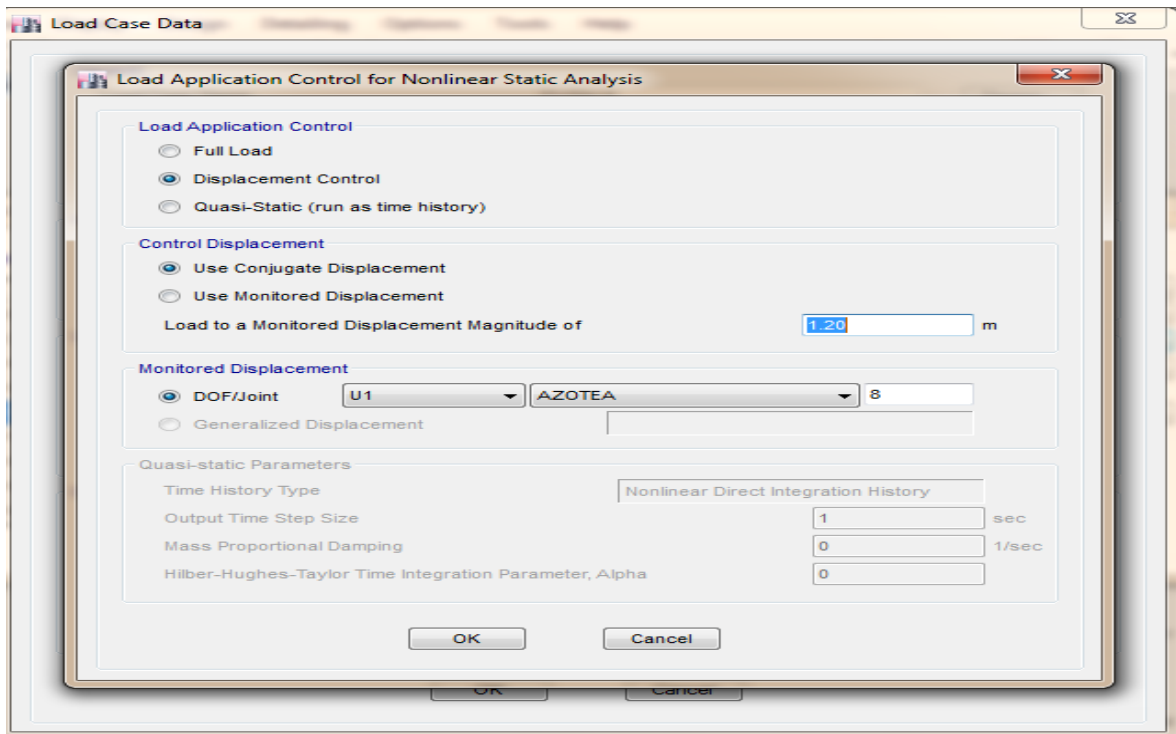 Load Case Data
Load Application Control for Nonlinear Static Analysis
Load Application Control
Full Load
Displacement Control
Quasi-Static (run as time history)
Control Displacement
Use Conjugate Displacement
Use Monitored Displacement
Load to a Monitored Displacement Magnitude of 1.20 m
Monitored Displacement
DOF/Joint U1 AZOTEA 8
Generalized Displacement
Quasi-static Parameters
Time History Type Nonlinear Direct Integration History
Output Time Step Size 1 sec
Mass Proportional Damping 0 1/sec
Hilber-Hughes-Taylor Time Integration Parameter, Alpha 0
OK Cancel
OK Cancel